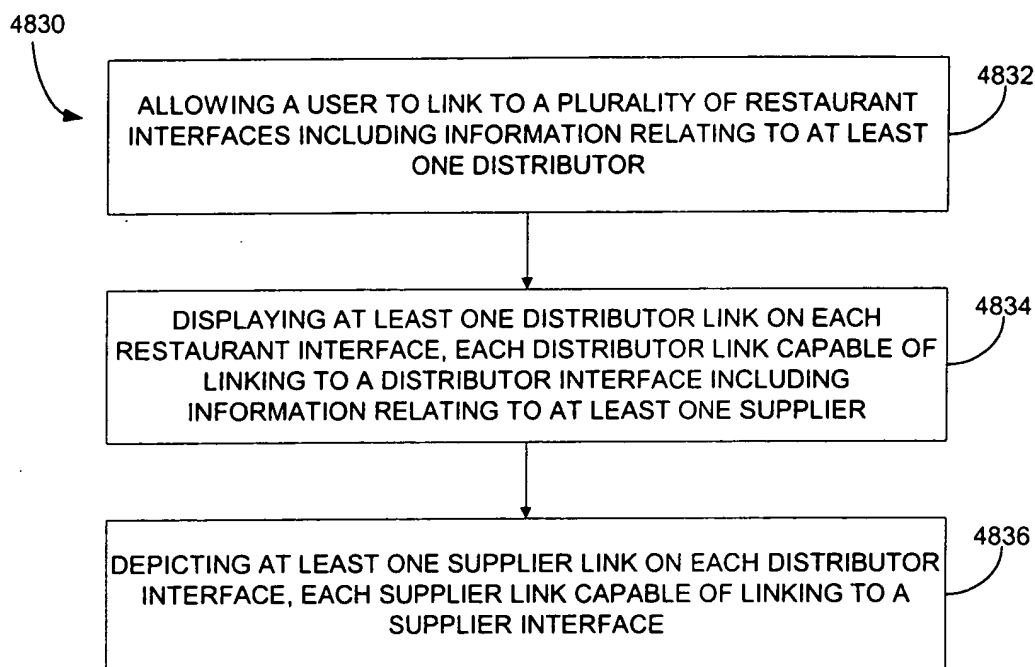 4830
4832
ALLOWING A USER TO LINK TO A PLURALITY OF RESTAURANT
INTERFACES INCLUDING INFORMATION RELATING TO AT LEAST
ONE DISTRIBUTOR
4834
DISPLAYING AT LEAST ONE DISTRIBUTOR LINK ON EACH
RESTAURANT INTERFACE, EACH DISTRIBUTOR LINK CAPABLE OF
LINKING TO A DISTRIBUTOR INTERFACE INCLUDING
INFORMATION RELATING TO AT LEAST ONE SUPPLIER
4836
DEPICTING AT LEAST ONE SUPPLIER LINK ON EACH DISTRIBUTOR
INTERFACE, EACH SUPPLIER LINK CAPABLE OF LINKING TO A
SUPPLIER INTERFACE